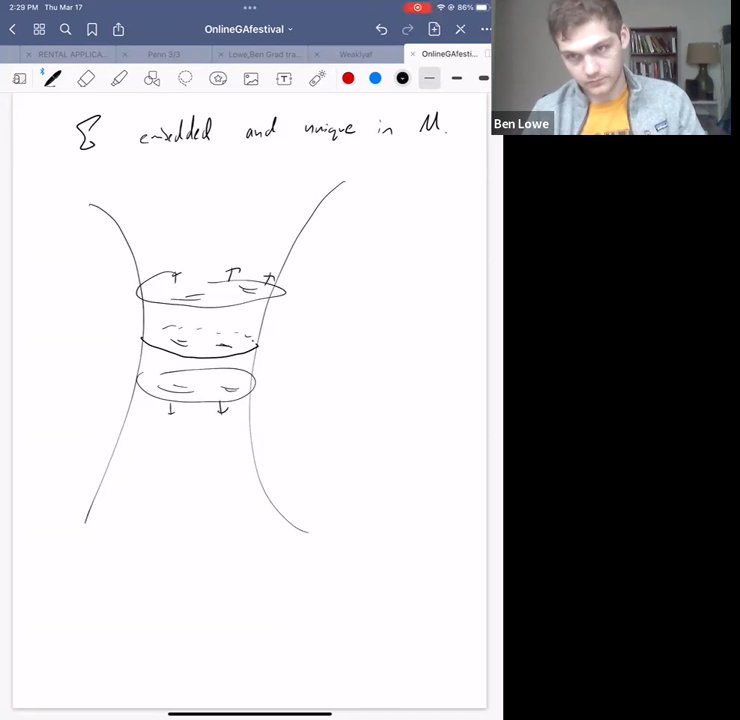 2:29 PM Thu Mar 17
86%
OnlineGAfestival
RENTAL APPLICA...
Penn 3/3
Lowe,Ben Grad tra...
Weaklyaf
OnlineGAfesti...
Σ embedded and unique in M.
Ben Lowe